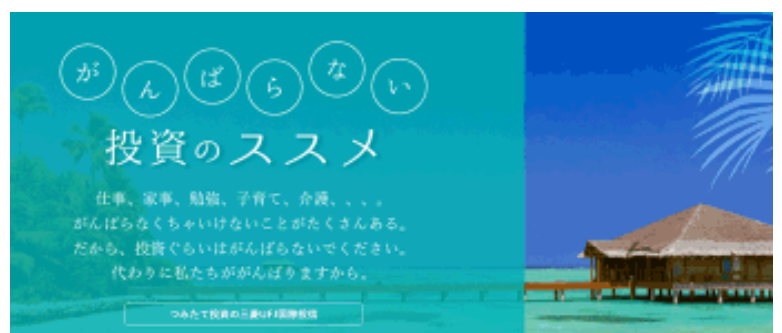 がんばらない
投資のススメ
仕事、家事、勉強、子育て、介護、、、。
がんばらなくちゃいけないことがたくさんある。
だから、投資ぐらいはがんばらないでください。
代わりに私たちががんばりますから。
つみたて投資の三菱UFJ国際投信